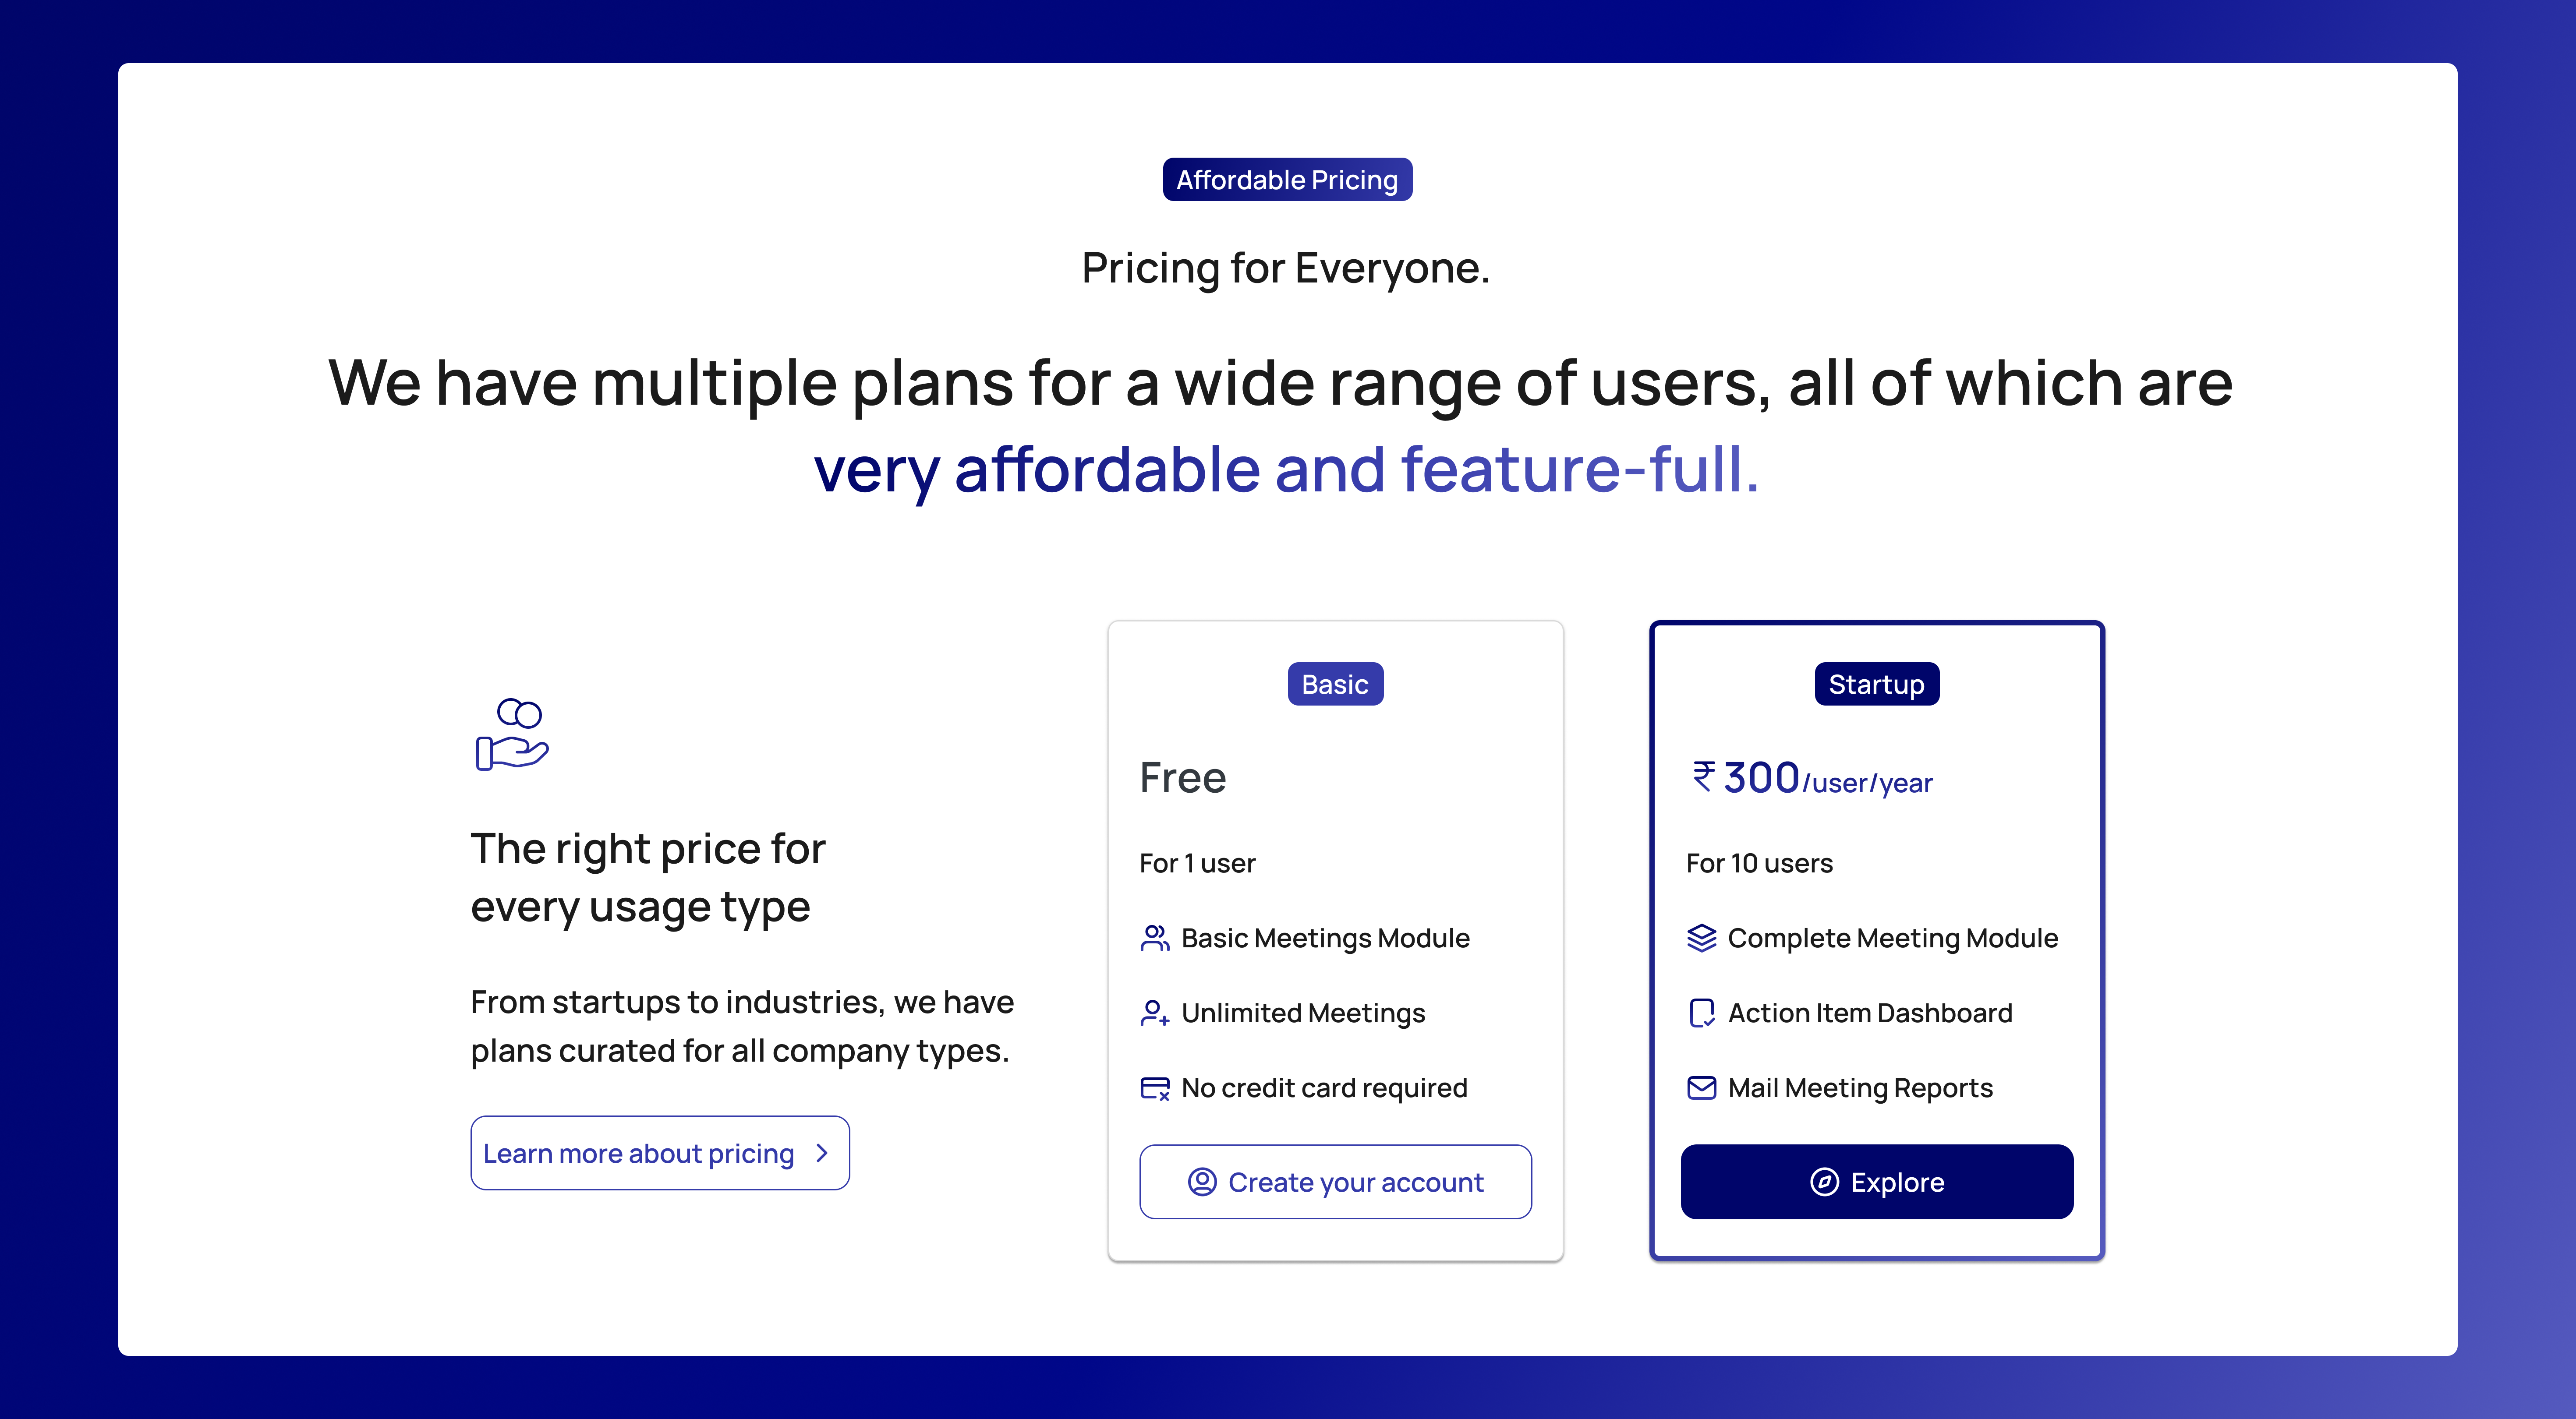 Affordable Pricing
Pricing for Everyone.
We have multiple plans for a wide range of users, all of which are
very affordable and feature-full.
The right price for
every usage type
From startups to industries, we have
plans curated for all company types.
Learn more about pricing
Basic
Free
For 1 user
Basic Meetings Module
Unlimited Meetings
No credit card required
Create your account
Startup
₹ 300/user/year
For 10 users
Complete Meeting Module
Action Item Dashboard
Mail Meeting Reports
Explore